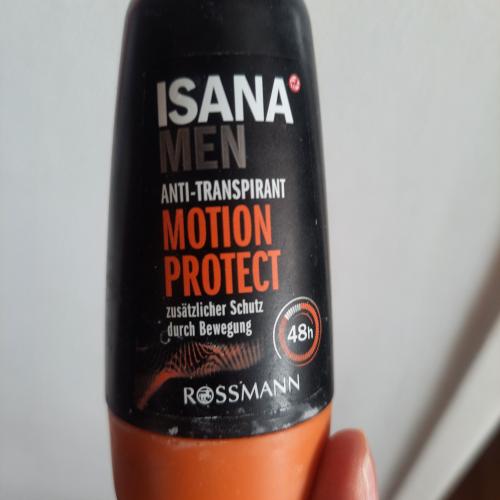 ISANA
MEN
ANTI-TRANSPIRANT
MOTION
PROTECT
zusätzlicher Schutz
durch Bewegung
48h
ROSSMANN